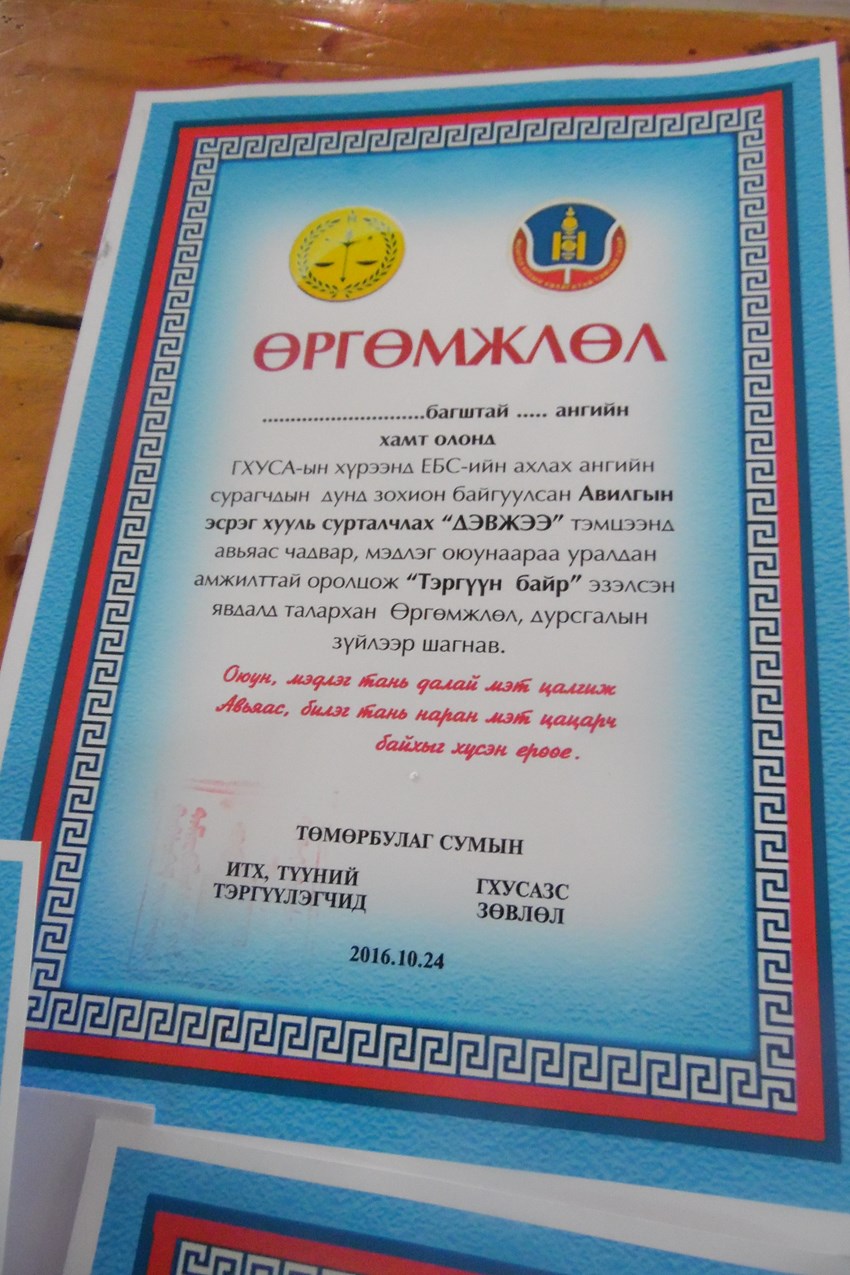 ӨРГӨМЖЛӨЛ
..............................багштай ..... ангийн
хамт олонд
ГХУСА-ын хүрээнд ЕБС-ийн ахлах ангийн
сурагчдын дунд зохион байгуулсан Авилгын
эсрэг хууль сурталчлах “ДЭВЖЭЭ” тэмцээнд
авьяас чадвар, мэдлэг оюунаараа уралдан
амжилттай оролцож “Тэргүүн байр” эзэлсэн
явдалд талархан Өргөмжлөл, дурсгалын
зүйлээр шагнав.
Оюун, мэдлэг тань далай мэт цалгиж
Авьяас, билэг тань наран мэт цацарч
байхыг хүсэн ерөөе.
ТӨМӨРБУЛАГ СУМЫН
ИТХ, ТҮҮНИЙ ГХУСАЗС
ТЭРГҮҮЛЭГЧИД ЗӨВЛӨЛ
2016.10.24